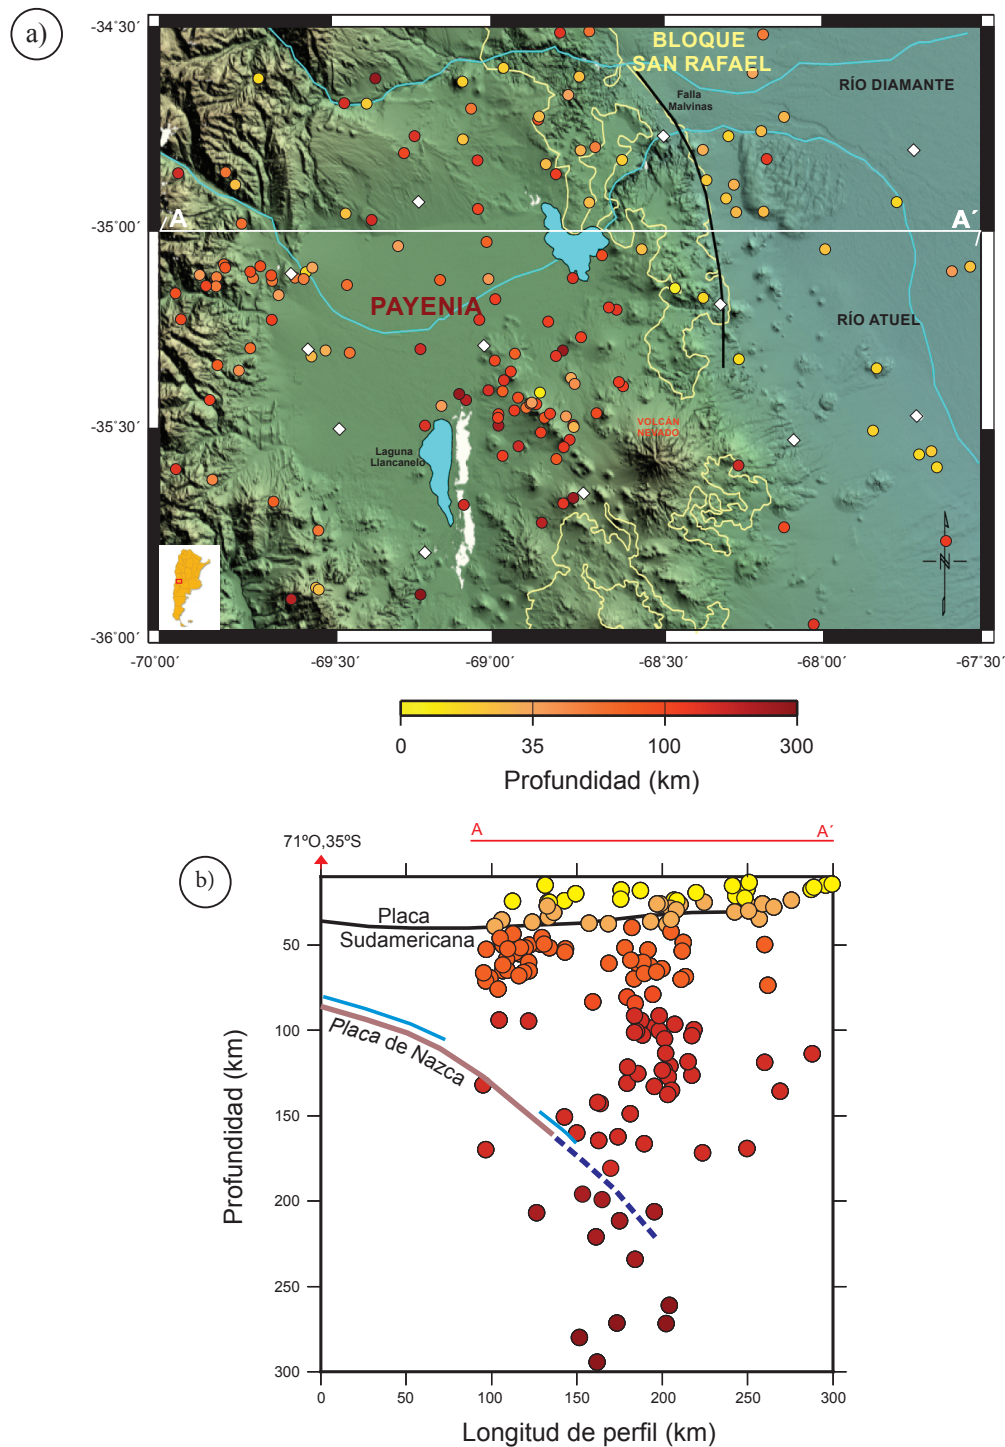 a)
-34˚30´
-35˚00´
-35˚30´
-36˚00´
-70˚00´
-69˚30´
-69˚00´
-68˚30´
-68˚00´
-67˚30´
BLOQUE
SAN RAFAEL
Falla
Malvinas
RÍO DIAMANTE
A
A´
PAYENIA
RÍO ATUEL
VOLCÁN
NEVADO
Laguna
Llancanelo
N
0
35
100
300
Profundidad (km)
A
A´
71ºO,35ºS
b)
Placa
Sudamericana
Placa de Nazca
50
100
150
200
250
300
Profundidad (km)
0
50
100
150
200
250
300
Longitud de perfil (km)